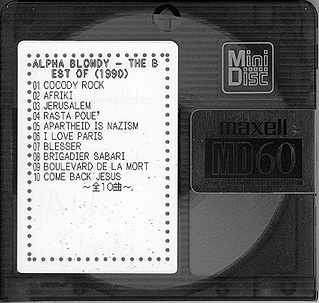 ALPHA BLONDY - THE B
EST OF (1990)
01 COCODY ROCK
02 AFRIKI
03 JERUSALEM
04 RASTA POUE'
05 APARTHEID IS NAZISM
06 I LOVE PARIS
07 BLESSER
08 BRIGADIER SABARI
09 BOULEVARD DE LA MORT
10 COME BACK JESUS
～全10曲～
Mini
Disc
maxell
MD60